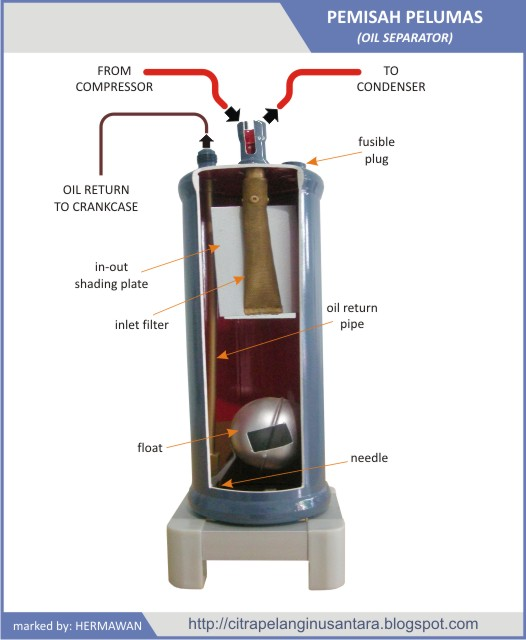 PEMISAH PELUMAS
(OIL SEPARATOR)
FROM
COMPRESSOR
TO
CONDENSER
fusible
plug
OIL RETURN
TO CRANKCASE
in-out
shading plate
inlet filter
oil return
pipe
float
needle
marked by: HERMAWAN
http://citrapelanginusantara.blogspot.com